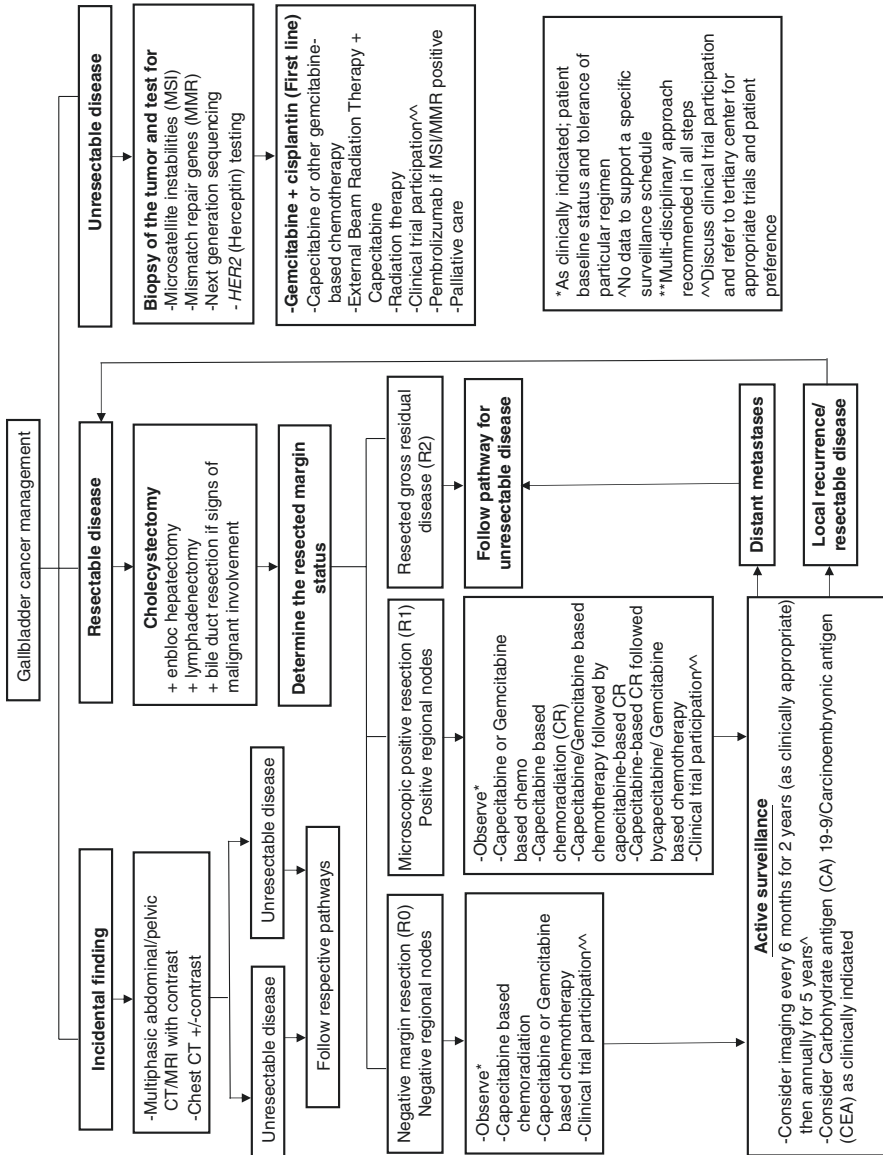 Gallbladder cancer management
Incidental finding
-Multiphasic abdominal/pelvic
CT/MRI with contrast
-Chest CT +/-contrast
Unresectable disease
Unresectable disease
Follow respective pathways
Resectable disease
Cholecystectomy
+ enbloc hepatectomy
+ lymphadenectomy
+ bile duct resection if signs of
malignant involvement
Determine the resected margin
status
Unresectable disease
Biopsy of the tumor and test for
-Microsatellite instabilities (MSI)
-Mismatch repair genes (MMR)
-Next generation sequencing
- HER2 (Herceptin) testing
-Gemcitabine + cisplantin (First line)
-Capecitabine or other gemcitabine-
based chemotherapy
-External Beam Radiation Therapy +
Capecitabine
-Radiation therapy
-Clinical trial participation^^
-Pembrolizumab if MSI/MMR positive
-Palliative care
Negative margin resection (R0)
Negative regional nodes
-Observe*
-Capecitabine based
chemoradiation
-Capecitabine or Gemcitabine
based chemotherapy
-Clinical trial participation^^
Microscopic positive resection (R1)
Positive regional nodes
-Observe*
-Capecitabine or Gemcitabine
based chemo
-Capecitabine based
chemoradiation (CR)
-Capecitabine/Gemcitabine based
chemotherapy followed by
capecitabine-based CR
-Capecitabine-based CR followed
bycapecitabine/ Gemcitabine
based chemotherapy
-Clinical trial participation^^
Resected gross residual
disease (R2)
Follow pathway for
unresectable disease
Active surveillance
-Consider imaging every 6 months for 2 years (as clinically appropriate)
then annually for 5 years^
-Consider Carbohydrate antigen (CA) 19-9/Carcinoembryonic antigen
(CEA) as clinically indicated
Distant metastases
Local recurrence/
resectable disease
*As clinically indicated; patient
baseline status and tolerance of
particular regimen
^No data to support a specific
surveillance schedule
**Multi-disciplinary approach
recommended in all steps
^^Discuss clinical trial participation
and refer to tertiary center for
appropriate trials and patient
preference